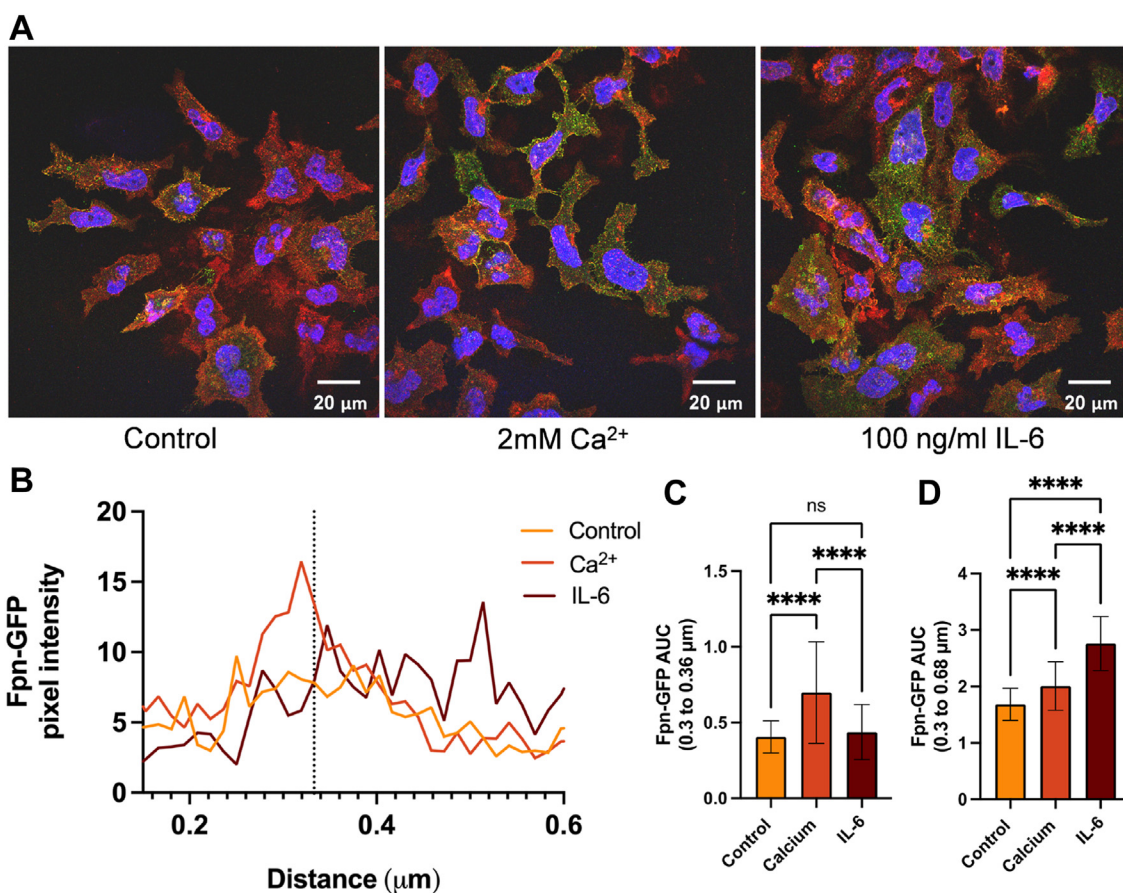 A
20 μm
20 μm
20 μm
Control
2mM Ca²⁺
100 ng/ml IL-6
B
Fpn-GFP
pixel intensity
20
15
10
5
0
0.2
0.4
0.6
Distance (μm)
Control
Ca²⁺
IL-6
C
ns
****
****
Fpn-GFP AUC
(0.3 to 0.36 μm)
1.5
1.0
0.5
0.0
Control
Calcium
IL-6
D
****
****
****
Fpn-GFP AUC
(0.3 to 0.68 μm)
4
3
2
1
0
Control
Calcium
IL-6